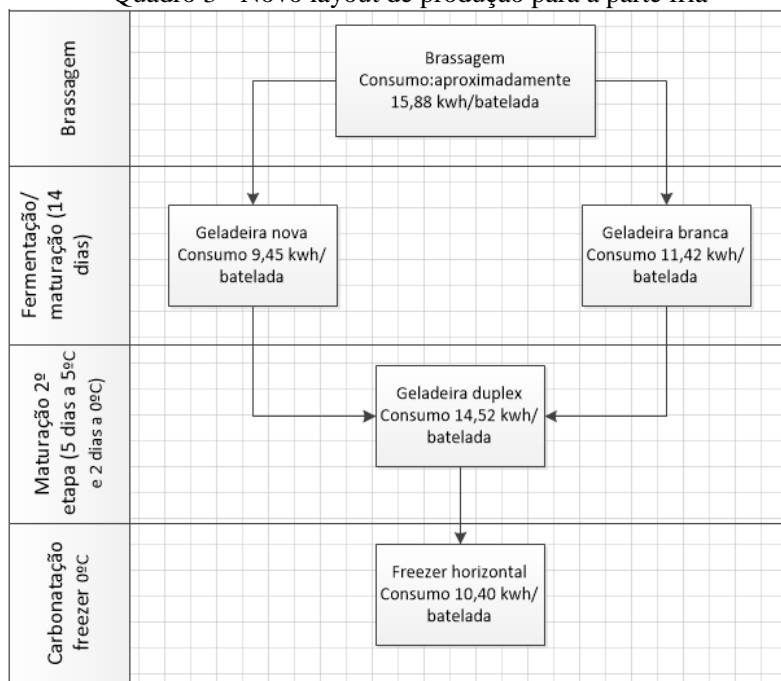 Quadro 3 - Novo layout de produção para a parte fria
Brassagem
Brassagem
Consumo:aproximadamente
15,88 kwh/batelada
Fermentação/
maturação (14
dias)
Geladeira nova
Consumo 9,45 kwh/
batelada
Geladeira branca
Consumo 11,42 kwh/
batelada
Maturação 2º
etapa (5 dias a 5ºC
e 2 dias a 0ºC)
Geladeira duplex
Consumo 14,52 kwh/
batelada
Carbonatação
freezer 0ºC
Freezer horizontal
Consumo 10,40 kwh/
batelada